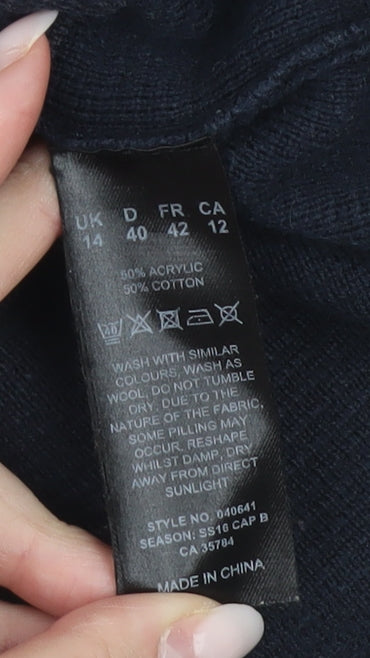 UK D FR CA
14 40 42 12
50% ACRYLIC
50% COTTON
WASH WITH SIMILAR
COLOURS, WASH AS
WOOL, DO NOT TUMBLE
DRY. DUE TO THE
NATURE OF THE FABRIC,
SOME PILLING MAY
OCCUR. RESHAPE
WHILST DAMP, DRY
AWAY FROM DIRECT
SUNLIGHT
STYLE NO. 040641
SEASON: SS16 CAP B
CA 35784
MADE IN CHINA